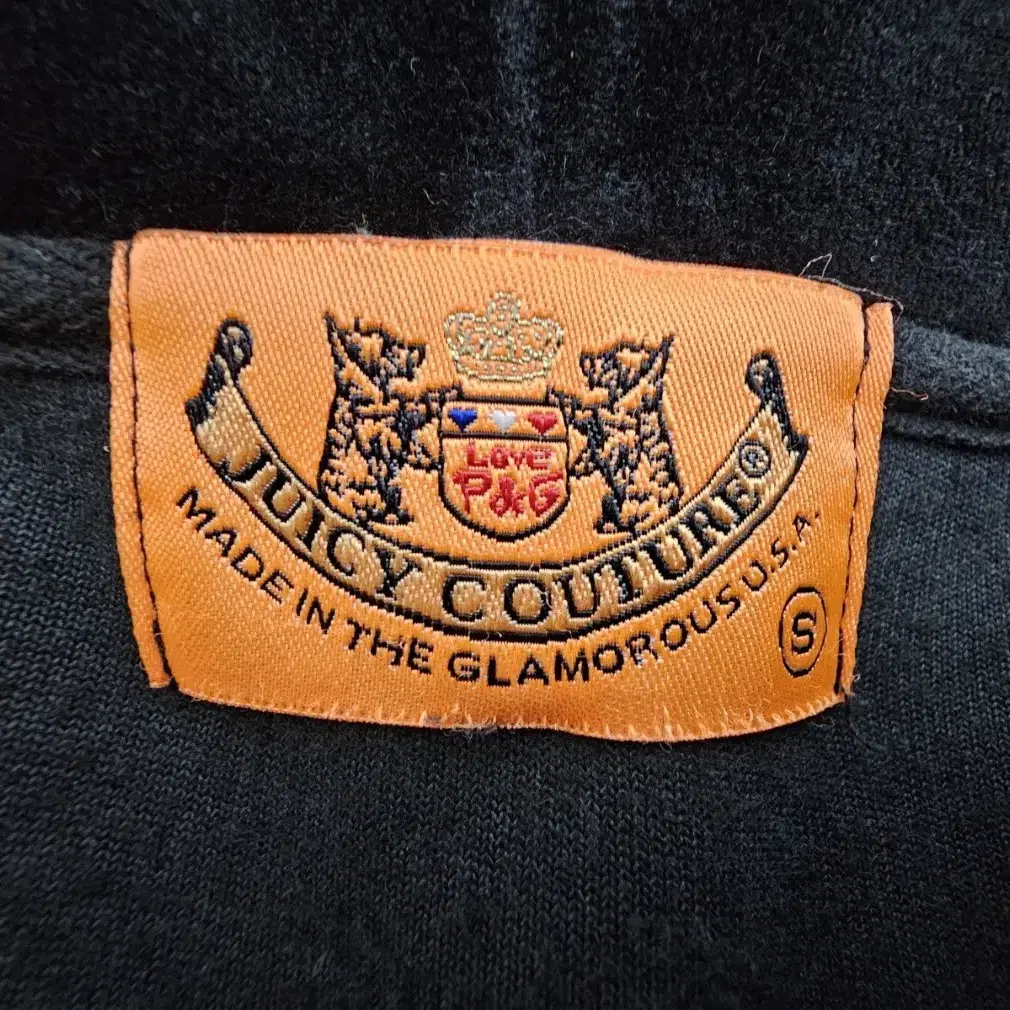 LOVE
P&G
JUICY COUTURE®
MADE IN THE GLAMOROUS U.S.A.
S